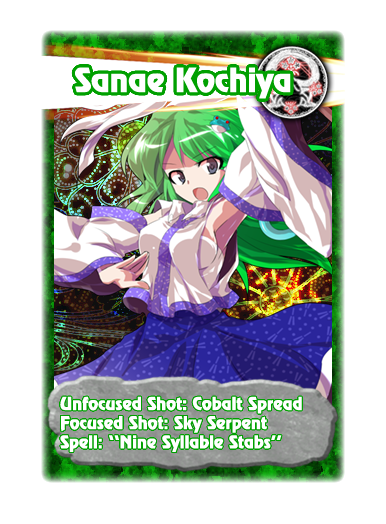 Sanae Kochiya
Unfocused Shot: Cobalt Spread
Focused Shot: Sky Serpent
Spell: “Nine Syllable Stabs”